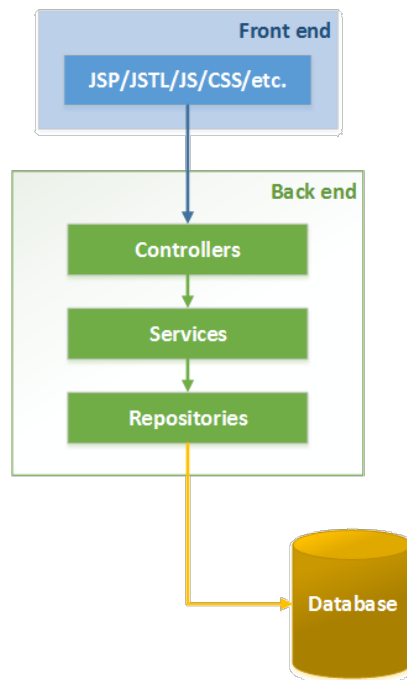 Front end
JSP/JSTL/JS/CSS/etc.
Back end
Controllers
Services
Repositories
Database